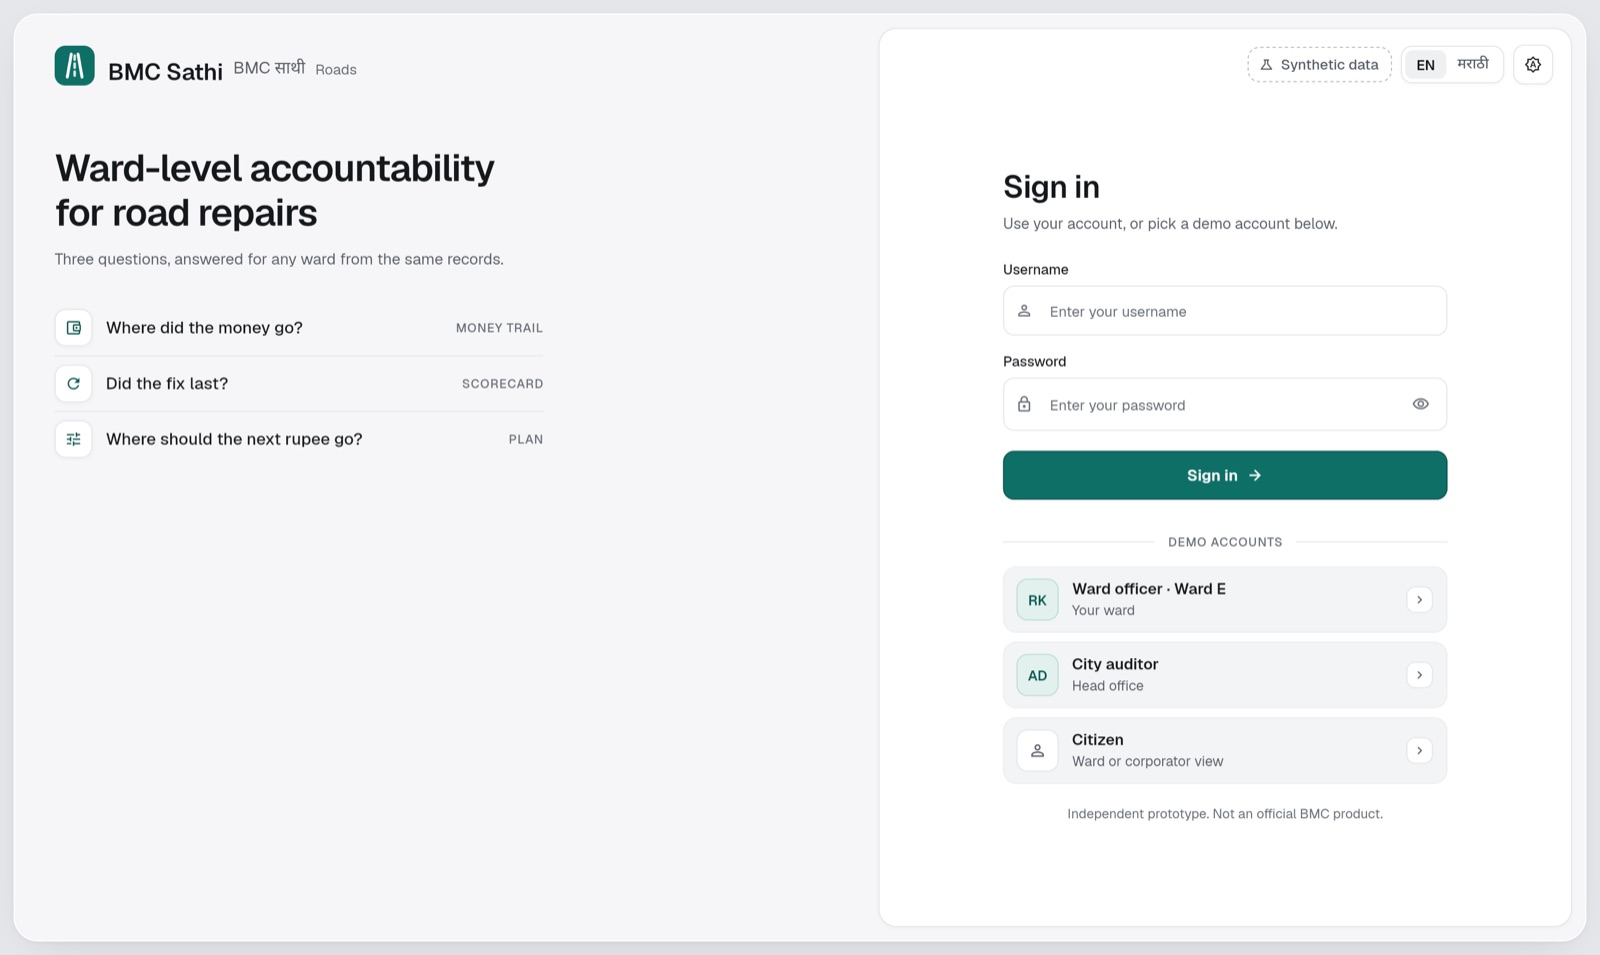 BMC Sathi BMC साथी Roads
Ward-level accountability
for road repairs
Three questions, answered for any ward from the same records.
Where did the money go? MONEY TRAIL
Did the fix last? SCORECARD
Where should the next rupee go? PLAN
Synthetic data EN मराठी
Sign in
Use your account, or pick a demo account below.
Username
Enter your username
Password
Enter your password
Sign in →
DEMO ACCOUNTS
RK Ward officer · Ward E
Your ward
AD City auditor
Head office
Citizen
Ward or corporator view
Independent prototype. Not an official BMC product.